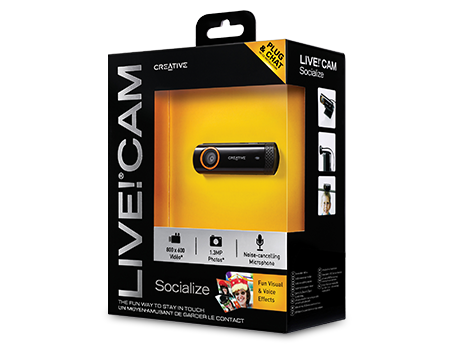 CREATIVE
PLUG & CHAT
LIVE!® CAM
CREATIVE
800 x 600
Video*
1.3MP
Photos*
Noise-cancelling
Microphone
Socialize
Fun Visual
& Voice
Effects
THE FUN WAY TO STAY IN TOUCH
UN MOYEN AMUSANT DE GARDER LE CONTACT
LIVE! CAM
Socialize